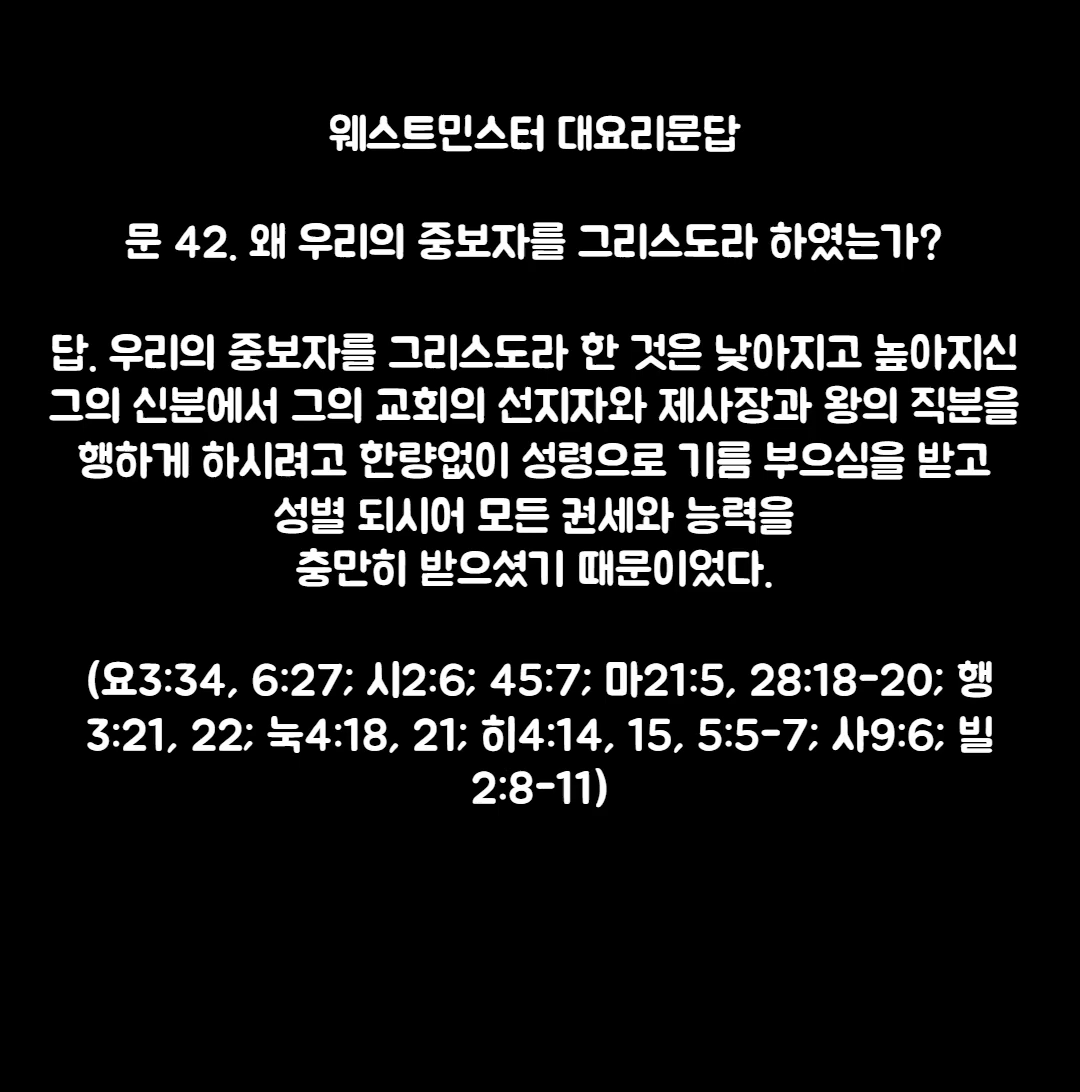 웨스트민스터 대요리문답
문 42. 왜 우리의 중보자를 그리스도라 하였는가?
답. 우리의 중보자를 그리스도라 한 것은 낮아지고 높아지신
그의 신분에서 그의 교회의 선지자와 제사장과 왕의 직분을
행하게 하시려고 한량없이 성령으로 기름 부으심을 받고
성별 되시어 모든 권세와 능력을
충만히 받으셨기 때문이었다.
(요3:34, 6:27; 시2:6; 45:7; 마21:5, 28:18-20; 행
3:21, 22; 눅4:18, 21; 히4:14, 15, 5:5-7; 사9:6; 빌
2:8-11)